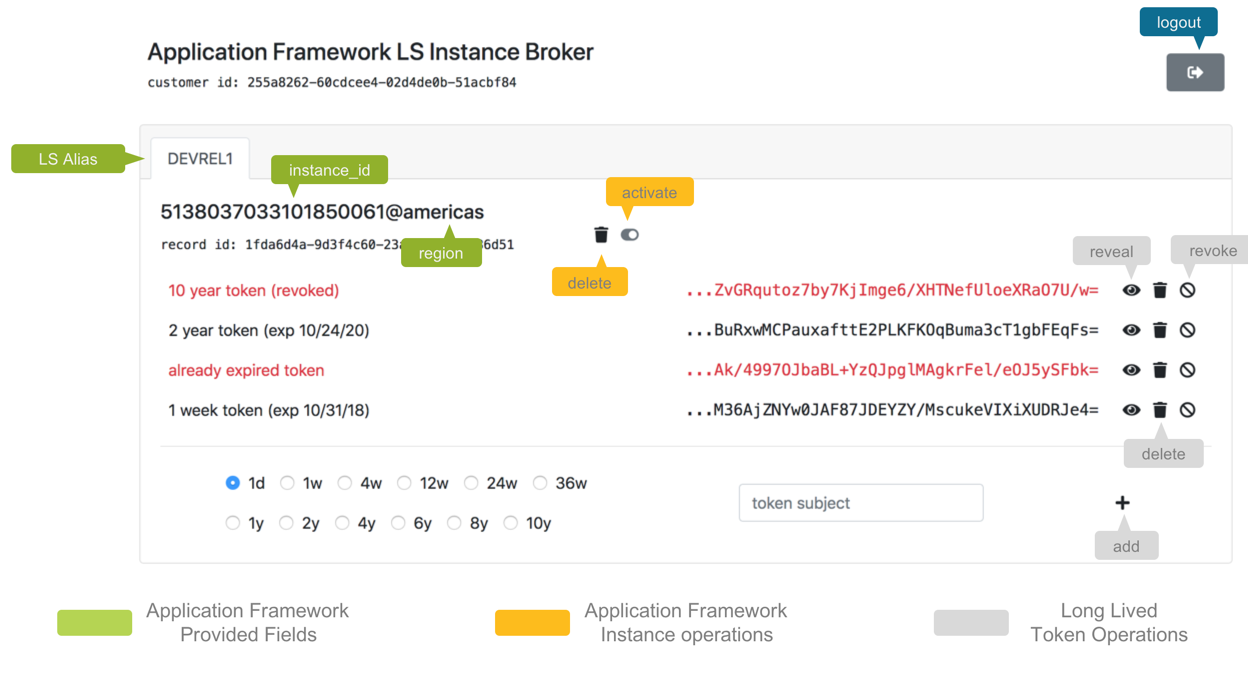 logout
Application Framework LS Instance Broker
customer id: 255a8262-60cdcee4-02d4de0b-51acbf84
LS Alias
DEVREL1
instance_id
activate
5138037033101850061@americas
record id: 1fda6d4a-9d3f4c60-23a
6d51
region
delete
reveal
revoke
10 year token (revoked)
...ZvGRqutoz7by7KjImge6/XHTNefUloeXRaO7U/w=
2 year token (exp 10/24/20)
...BuRxwMCPauxafttE2PLKFKOqBuma3cT1gbFEqFs=
already expired token
...Ak/4997OJbaBL+YzQJpglMAgkrFel/eOJ5ySFbk=
1 week token (exp 10/31/18)
...M36AjZNYw0JAF87JDEYZY/MscukeVIXiXUDRJe4=
delete
1d 1w 4w 12w 24w 36w
token subject
1y 2y 4y 6y 8y 10y
add
Application Framework
Provided Fields
Application Framework
Instance operations
Long Lived
Token Operations